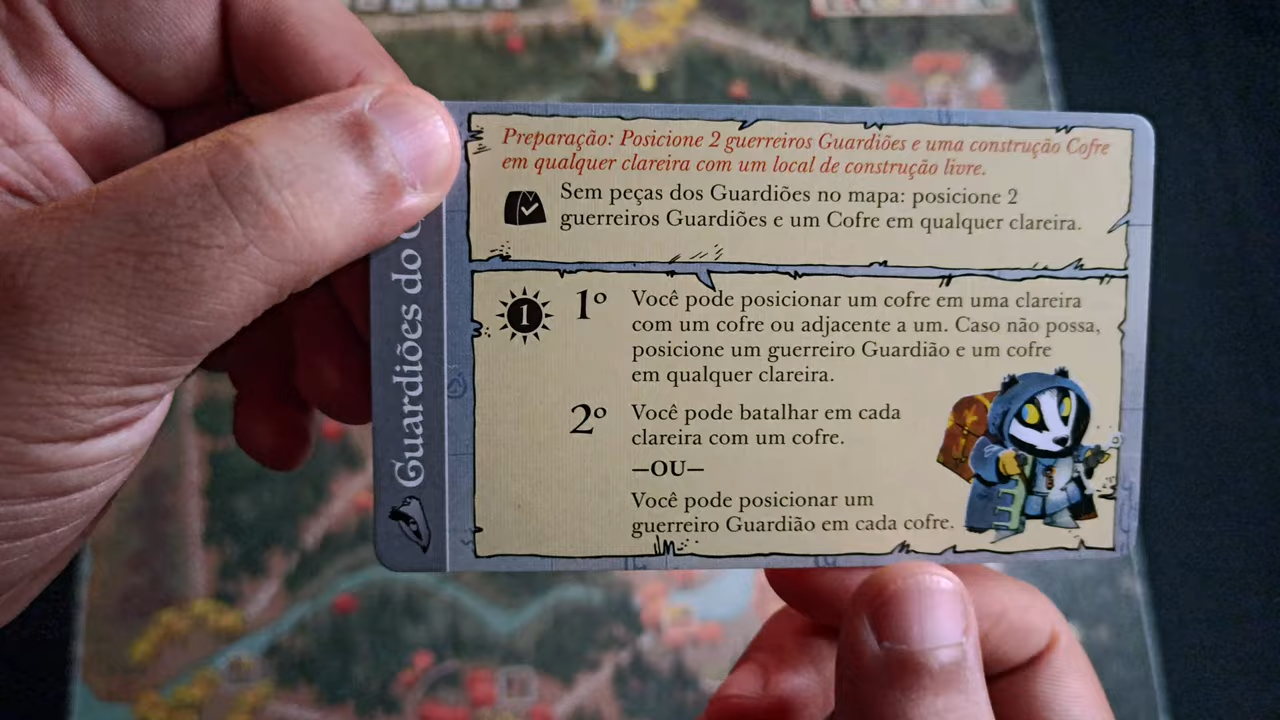 Guardiões do
Preparação: Posicione 2 guerreiros Guardiões e uma construção Cofre
em qualquer clareira com um local de construção livre.
Sem peças dos Guardiões no mapa: posicione 2
guerreiros Guardiões e um Cofre em qualquer clareira.
1
1º
Você pode posicionar um cofre em uma clareira
com um cofre ou adjacente a um. Caso não possa,
posicione um guerreiro Guardião e um cofre
em qualquer clareira.
2º
Você pode batalhar em cada
clareira com um cofre.
—OU—
Você pode posicionar um
guerreiro Guardião em cada cofre.